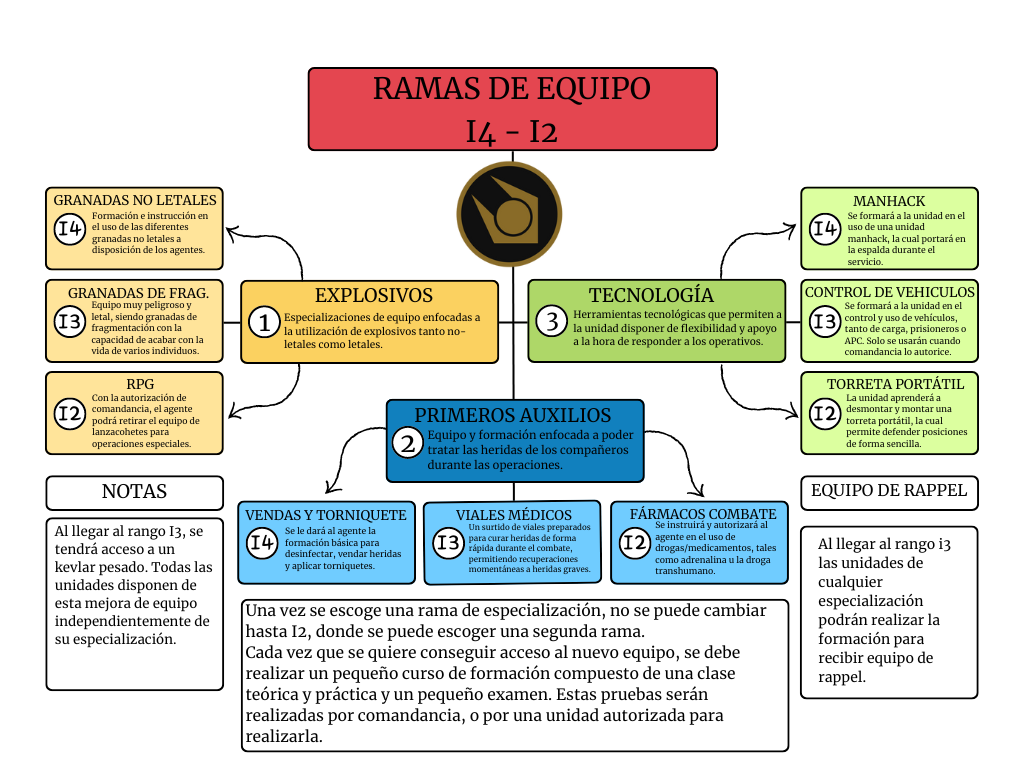 RAMAS DE EQUIPO
I4 - I2
GRANADAS NO LETALES
I4
Formación e instrucción en
el uso de las diferentes
granadas no letales a
disposición de los agentes.
GRANADAS DE FRAG.
I3
Equipo muy peligroso y
letal, siendo granadas de
fragmentación con la
capacidad de acabar con la
vida de varios individuos.
RPG
I2
Con la autorización de
comandancia, el agente
podrá retirar el equipo de
lanzacohetes para
operaciones especiales.
EXPLOSIVOS
1
Especializaciones de equipo enfocadas a
la utilización de explosivos tanto no-
letales como letales.
TECNOLOGÍA
3
Herramientas tecnológicas que permiten a
la unidad disponer de flexibilidad y apoyo
a la hora de responder a los operativos.
MANHACK
I4
Se formará a la unidad en el
uso de una unidad
manhack, la cual portará en
la espalda durante el
servicio.
CONTROL DE VEHICULOS
I3
Se formará a la unidad en el
control y uso de vehículos,
tanto de carga, prisioneros o
APC. Solo se usarán cuando
comandancia lo autorice.
TORRETA PORTÁTIL
I2
La unidad aprenderá a
desmontar y montar una
torreta portátil, la cual
permite defender posiciones
de forma sencilla.
PRIMEROS AUXILIOS
2
Equipo y formación enfocada a poder
tratar las heridas de los compañeros
durante las operaciones.
VENDAS Y TORNIQUETE
I4
Se le dará al agente la
formación básica para
desinfectar, vendar heridas
y aplicar torniquetes.
VIALES MÉDICOS
I3
Un surtido de viales preparados
para curar heridas de forma
rápida durante el combate,
permitiendo recuperaciones
momentáneas a heridas graves.
FÁRMACOS COMBATE
I2
Se instruirá y autorizará al
agente en el uso de
drogas/medicamentos, tales
como adrenalina u la droga
transhumano.
NOTAS
Al llegar al rango I3, se
tendrá acceso a un
kevlar pesado. Todas las
unidades disponen de
esta mejora de equipo
independientemente de
su especialización.
Una vez se escoge una rama de especialización, no se puede cambiar
hasta I2, donde se puede escoger una segunda rama.
Cada vez que se quiere conseguir acceso al nuevo equipo, se debe
realizar un pequeño curso de formación compuesto de una clase
teórica y práctica y un pequeño examen. Estas pruebas serán
realizadas por comandancia, o por una unidad autorizada para
realizarla.
EQUIPO DE RAPPEL
Al llegar al rango i3
las unidades de
cualquier
especialización
podrán realizar la
formación para
recibir equipo de
rappel.